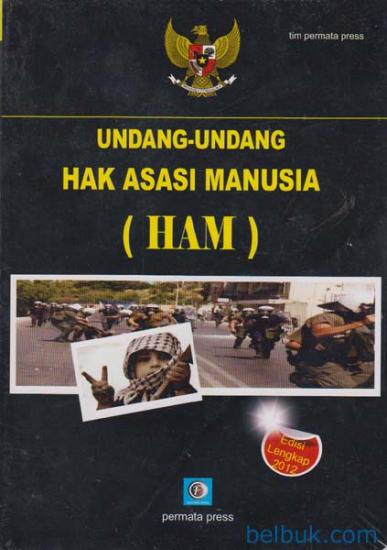 tim permata press
UNDANG-UNDANG
HAK ASASI MANUSIA
( HAM )
Edisi
Lengkap
2012
permata press
belbuk.com